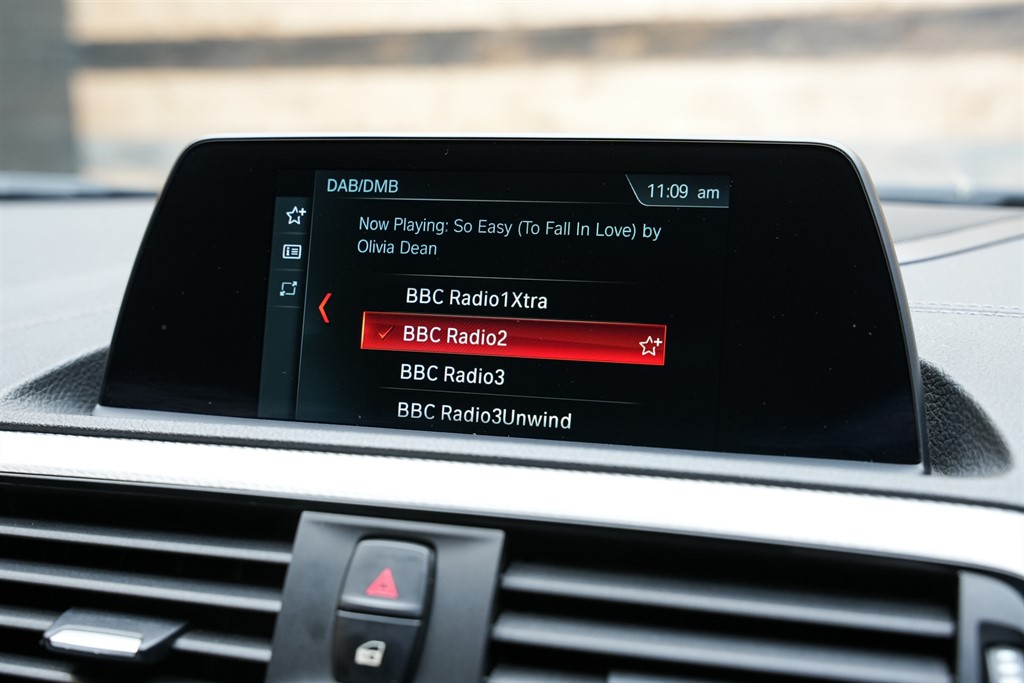 DAB/DMB
11:09 am
Now Playing: So Easy (To Fall In Love) by
Olivia Dean
BBC Radio1Xtra
BBC Radio2
BBC Radio3
BBC Radio3Unwind